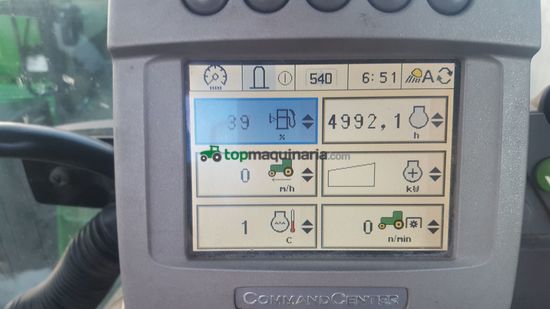 540 6:51 A
39 %
4992,1 h
topmaquinaria.com
0 m/h
kW
1 C
0 n/min
COMMANDCENTER